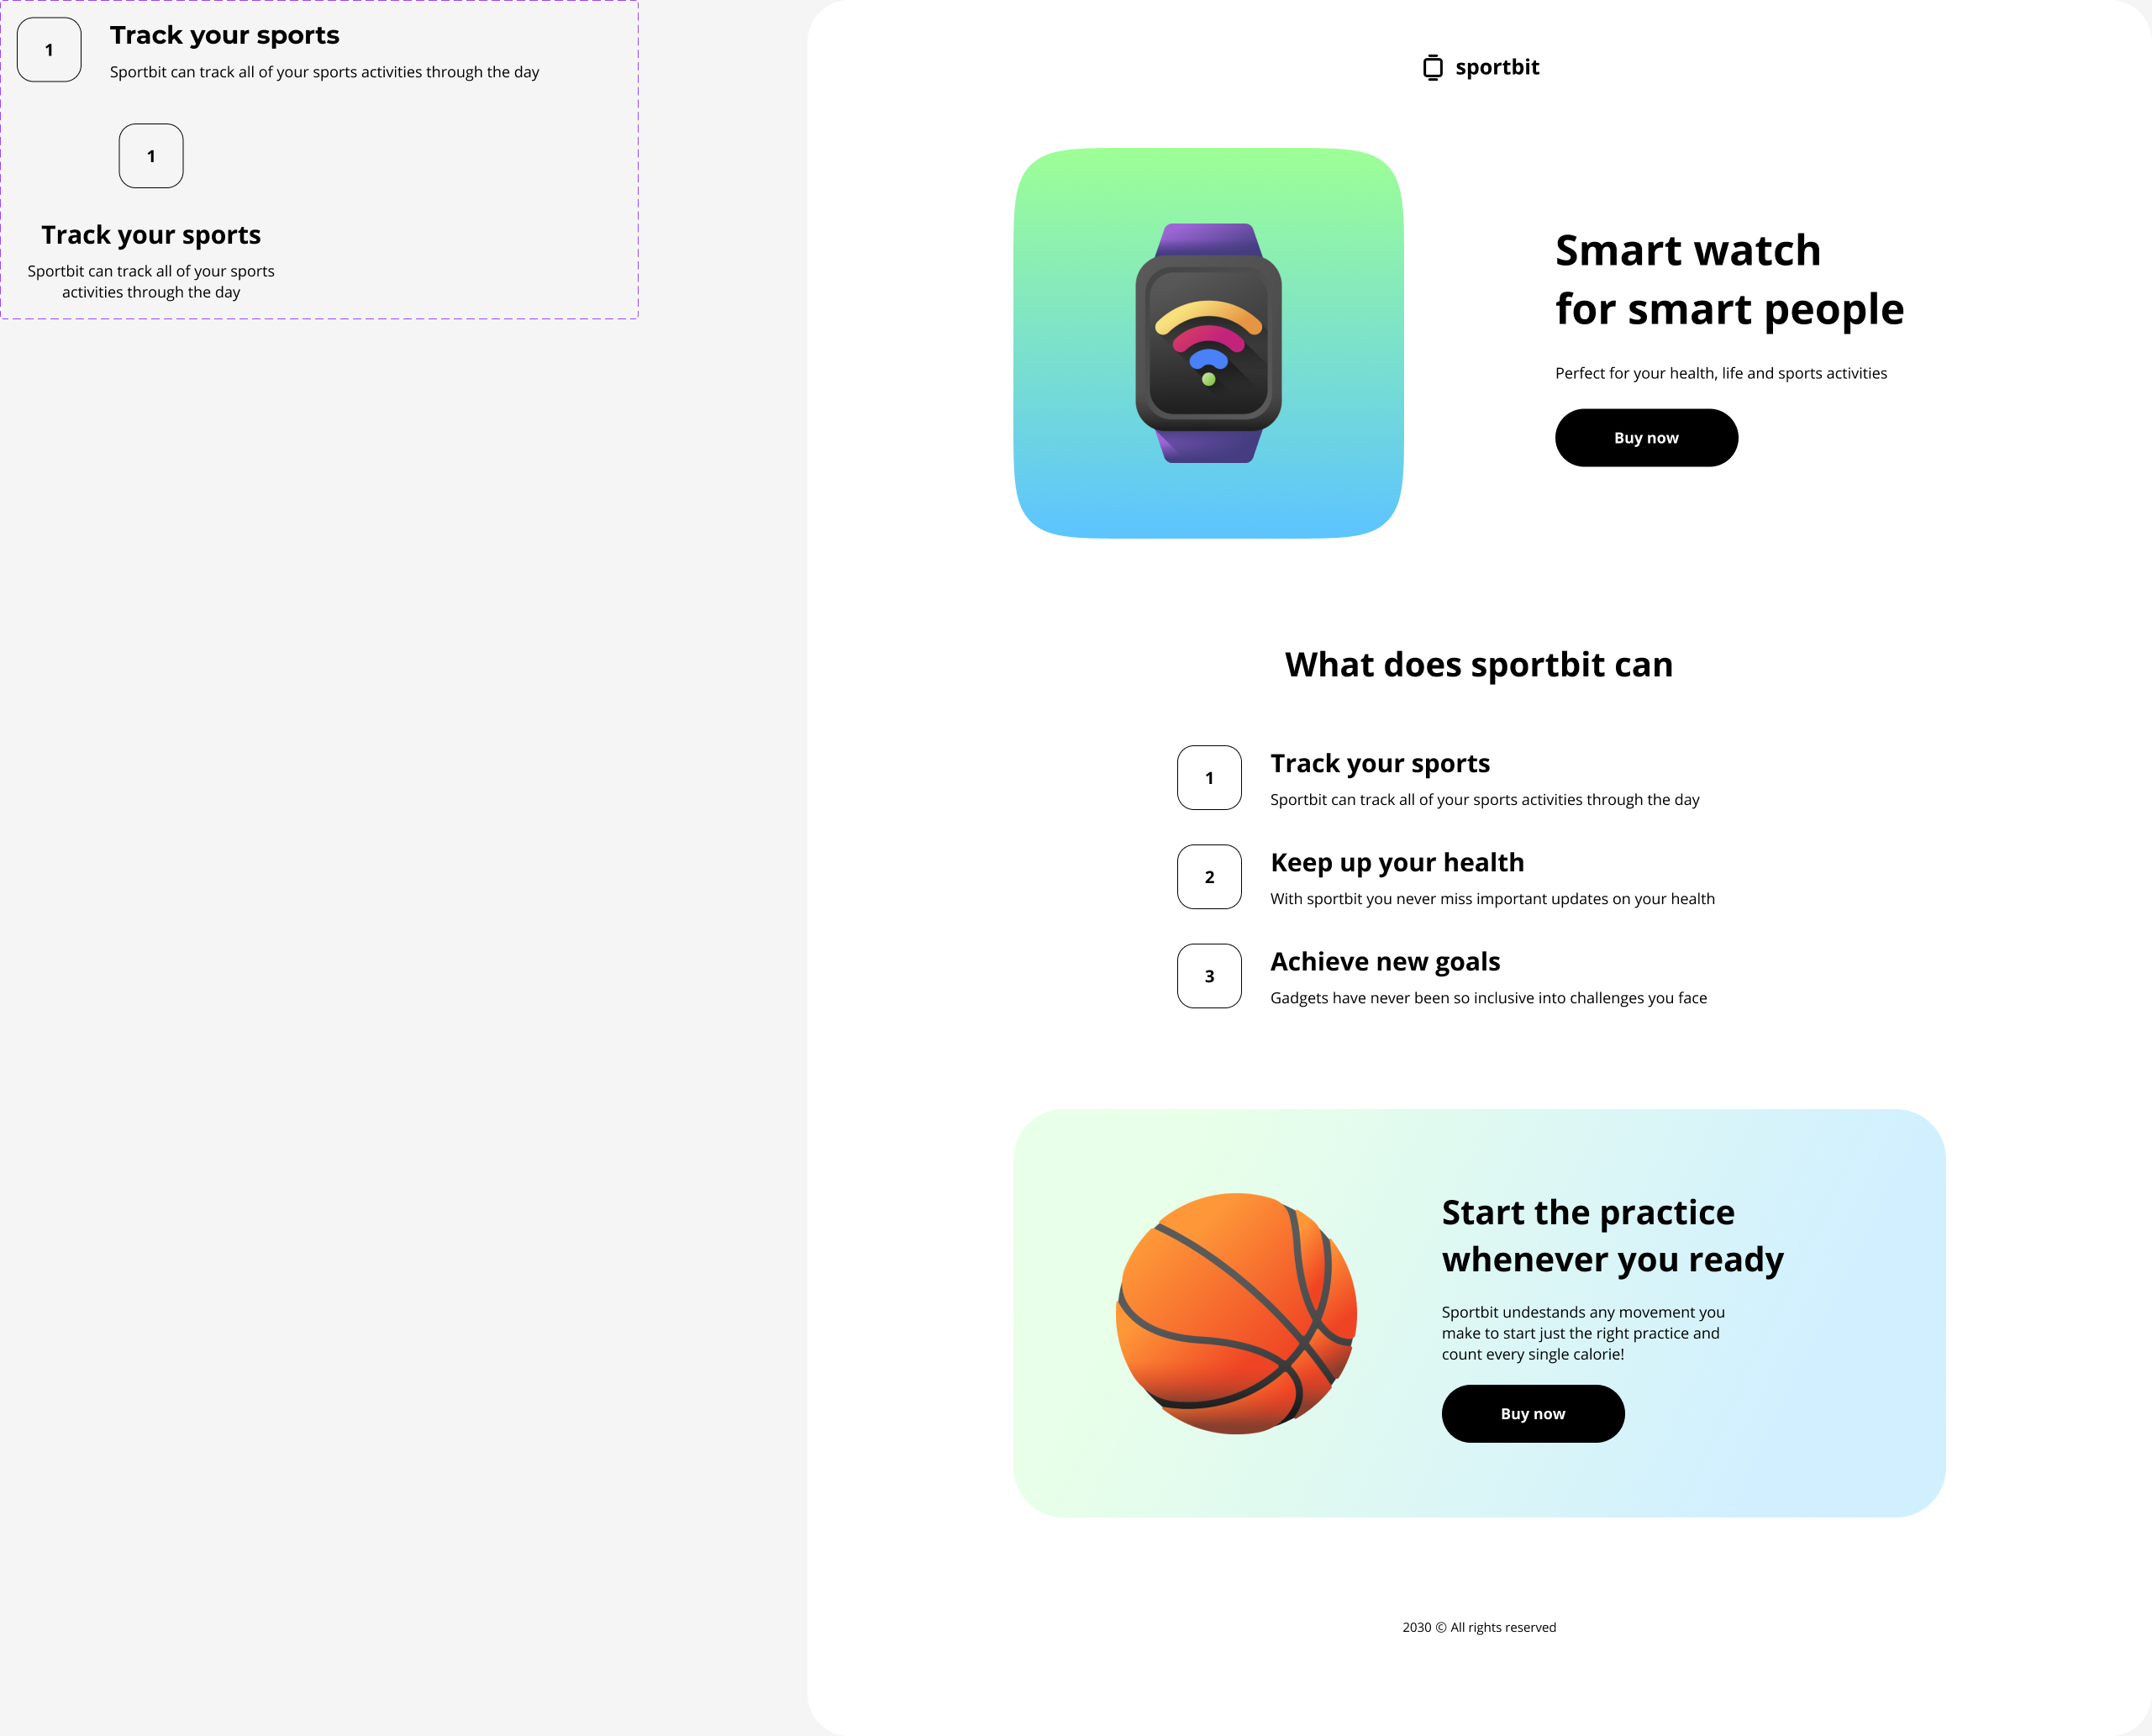 1
Track your sports
Sportbit can track all of your sports activities through the day
1
Track your sports
Sportbit can track all of your sports
activities through the day
sportbit
Smart watch
for smart people
Perfect for your health, life and sports activities
Buy now
What does sportbit can
1
Track your sports
Sportbit can track all of your sports activities through the day
2
Keep up your health
With sportbit you never miss important updates on your health
3
Achieve new goals
Gadgets have never been so inclusive into challenges you face
Start the practice
whenever you ready
Sportbit undestands any movement you
make to start just the right practice and
count every single calorie!
Buy now
2030 © All rights reserved